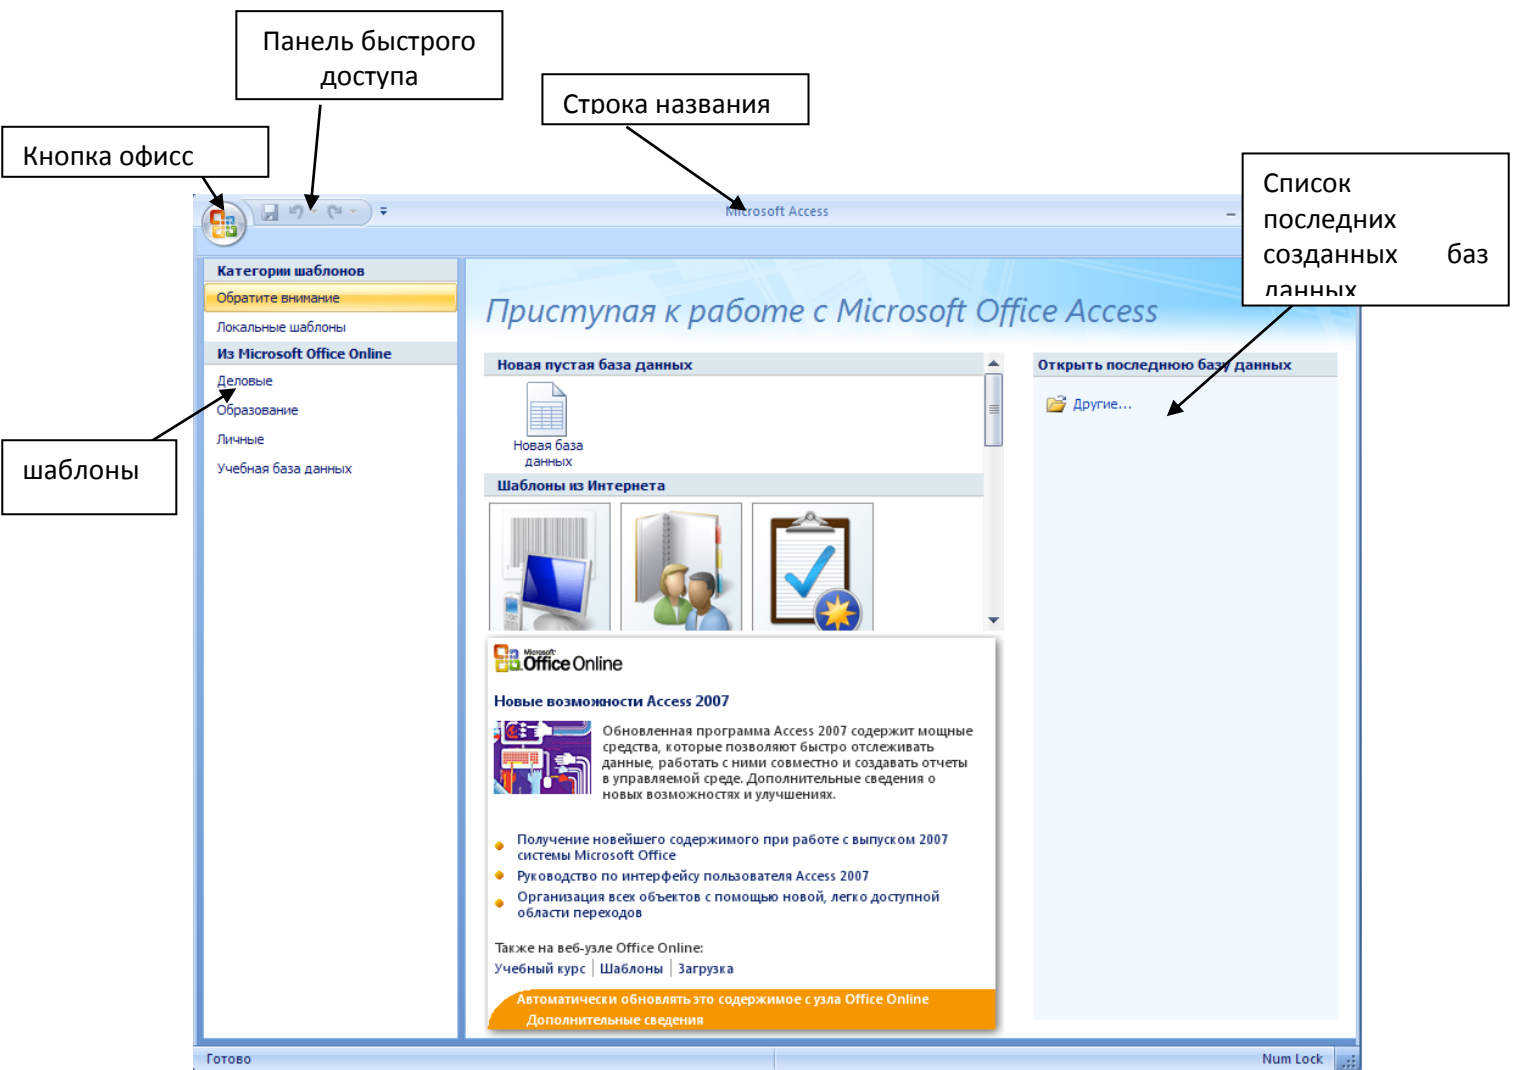 Панель быстрого
доступа
Строка названия
Кнопка офисс
Список
последних
созданных баз
данных
шаблоны
Microsoft Access
Категории шаблонов
Обратите внимание
Локальные шаблоны
Из Microsoft Office Online
Деловые
Образование
Личные
Учебная база данных
Приступая к работе с Microsoft Office Access
Новая пустая база данных
Новая база
данных
Шаблоны из Интернета
Открыть последнюю базу данных
Другие...
Microsoft
Office Online
Новые возможности Access 2007
Обновленная программа Access 2007 содержит мощные
средства, которые позволяют быстро отслеживать
данные, работать с ними совместно и создавать отчеты
в управляемой среде. Дополнительные сведения о
новых возможностях и улучшениях.
Получение новейшего содержимого при работе с выпуском 2007
системы Microsoft Office
Руководство по интерфейсу пользователя Access 2007
Организация всех объектов с помощью новой, легко доступной
области переходов
Также на веб-узле Office Online:
Учебный курс | Шаблоны | Загрузка
Автоматически обновлять это содержимое с узла Office Online
Дополнительные сведения
Готово
Num Lock